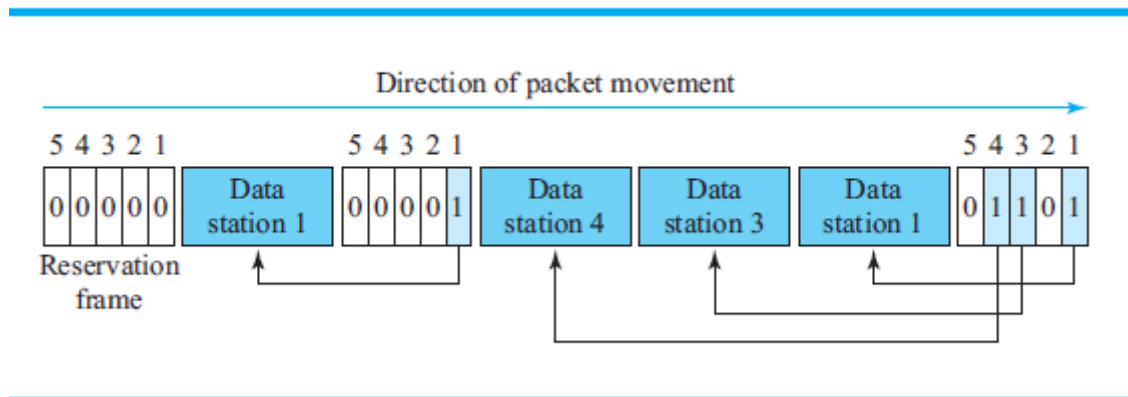 Direction of packet movement
5 4 3 2 1
5 4 3 2 1
5 4 3 2 1
0 0 0 0 0
Data
station 1
0 0 0 0 1
Data
station 4
Data
station 3
Data
station 1
0 1 1 0 1
Reservation
frame